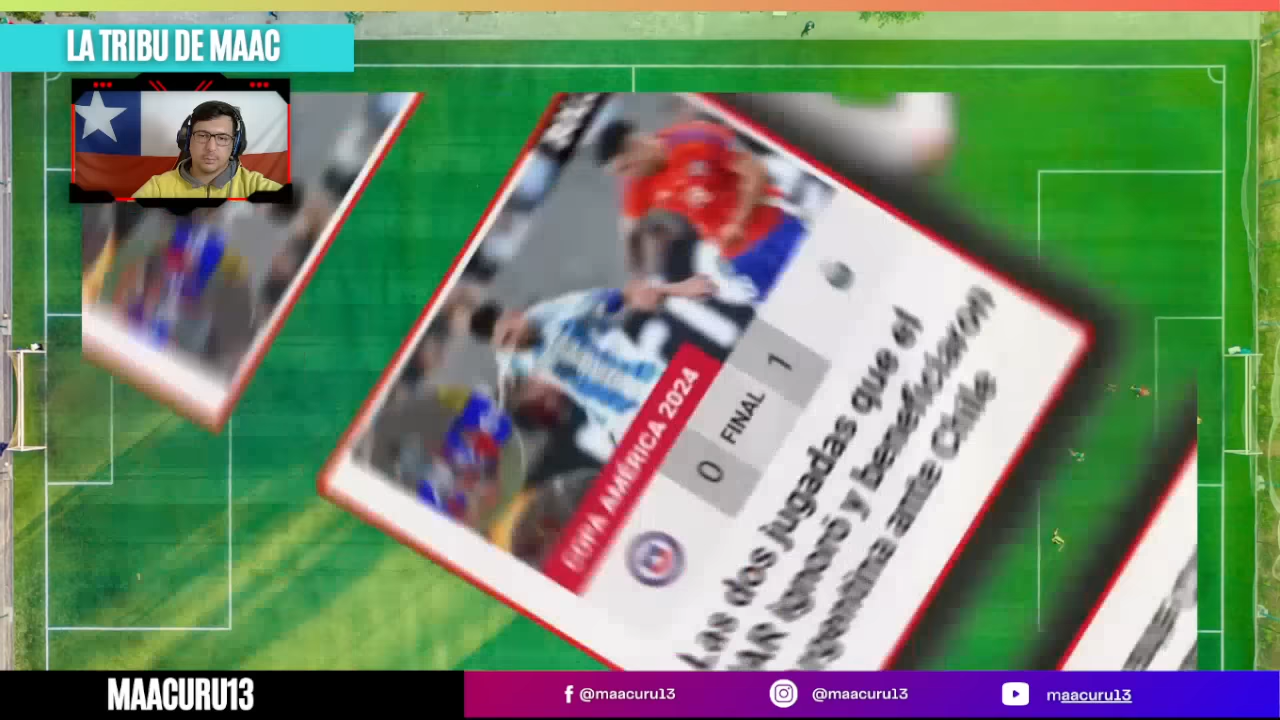 LA TRIBU DE MAAC
COPA AMÉRICA 2024
0 FINAL 1
Las dos jugadas que el
VAR ignoró y beneficiaron
Argentina ante Chile
MAACURU13
@maacuru13
@maacuru13
maacuru13